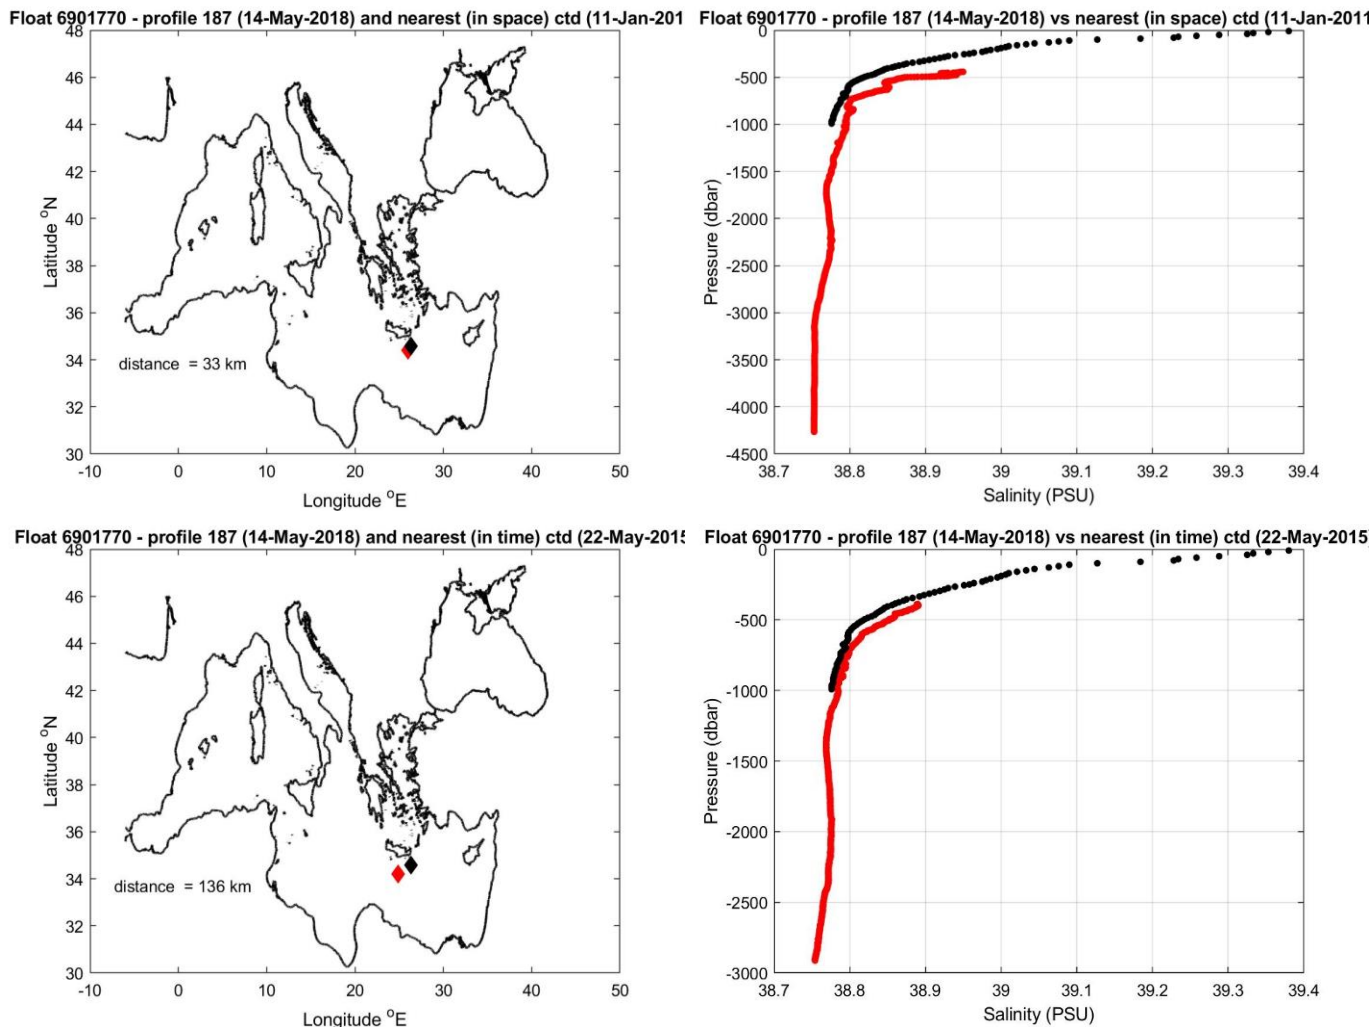 Float 6901770 - profile 187 (14-May-2018) and nearest (in space) ctd (11-Jan-201
48
46
44
42
40
38
36
34
32
30
Latitude °N
distance = 33 km
-10 0 10 20 30 40 50
Longitude °E
Float 6901770 - profile 187 (14-May-2018) vs nearest (in space) ctd (11-Jan-2011
0
-500
-1000
-1500
-2000
-2500
-3000
-3500
-4000
-4500
Pressure (dbar)
38.7 38.8 38.9 39 39.1 39.2 39.3 39.4
Salinity (PSU)
Float 6901770 - profile 187 (14-May-2018) and nearest (in time) ctd (22-May-2015
48
46
44
42
40
38
36
34
32
30
Latitude °N
distance = 136 km
-10 0 10 20 30 40 50
Longitude °E
Float 6901770 - profile 187 (14-May-2018) vs nearest (in time) ctd (22-May-2015)
0
-500
-1000
-1500
-2000
-2500
-3000
Pressure (dbar)
38.7 38.8 38.9 39 39.1 39.2 39.3 39.4
Salinity (PSU)